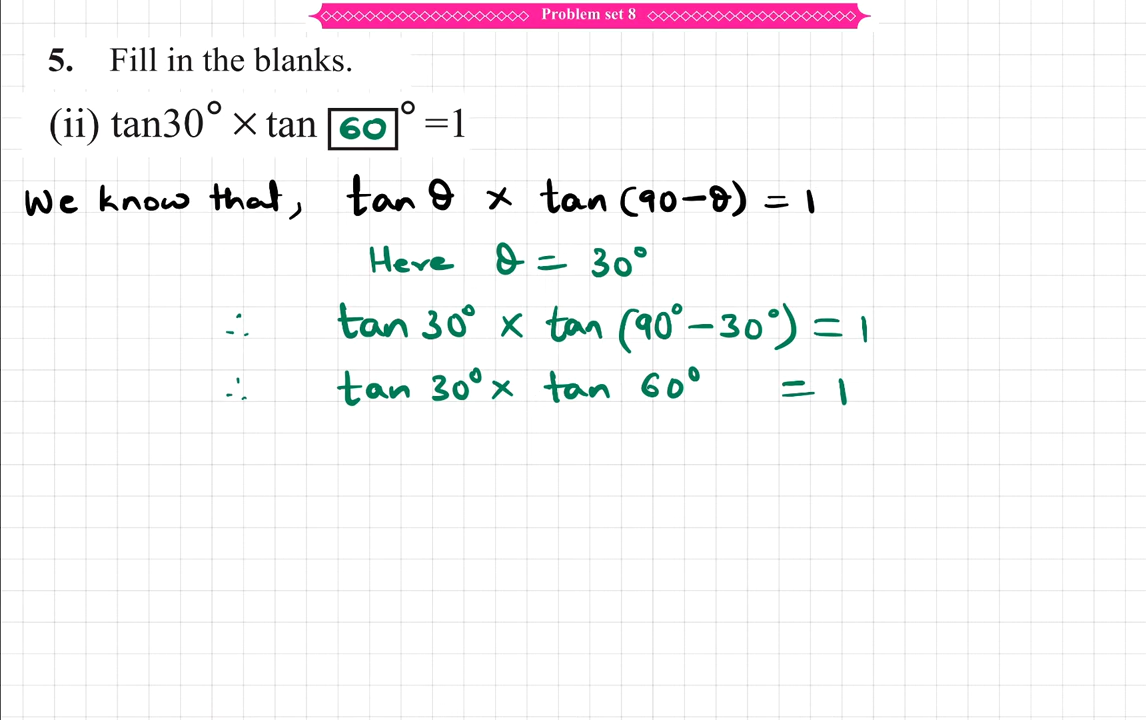 Problem set 8
5. Fill in the blanks.
(ii) tan30° × tan 60° =1
We know that, tan θ × tan (90-θ) = 1
Here θ = 30°
∴ tan 30° × tan (90°-30°) = 1
∴ tan 30° × tan 60° = 1